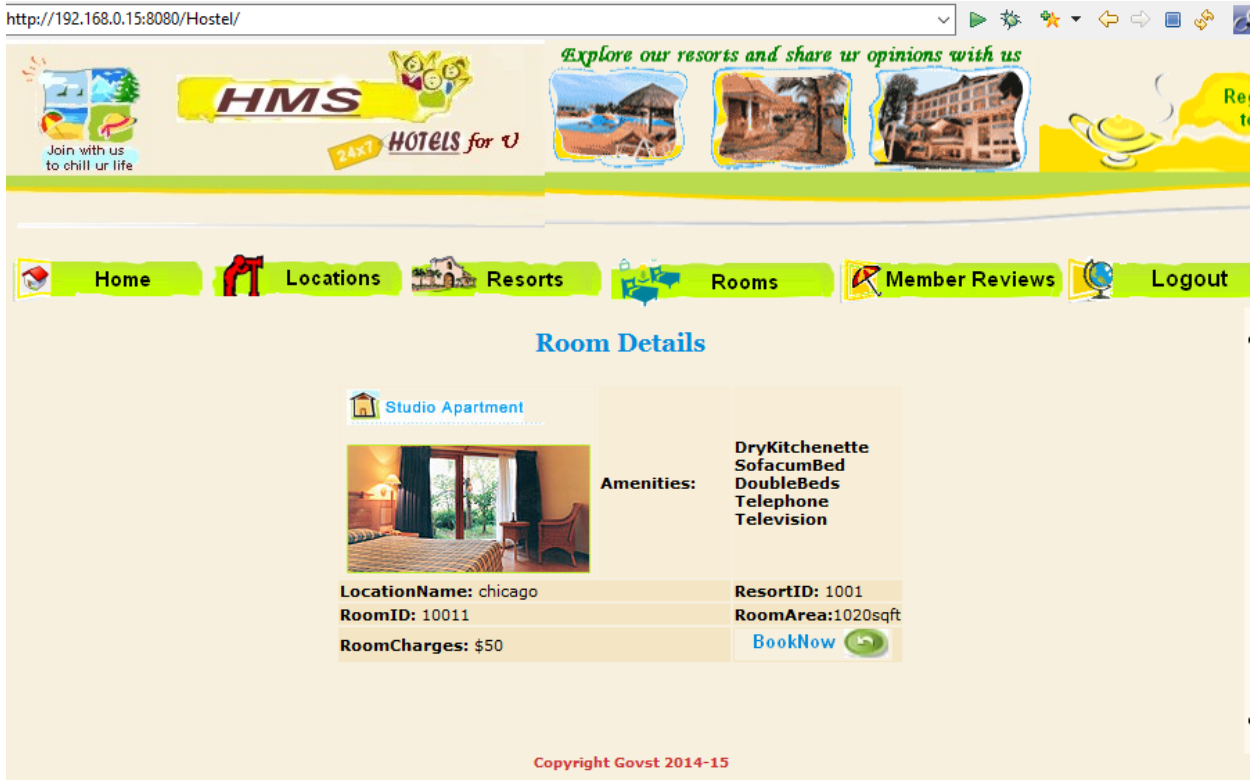 http://192.168.0.15:8080/Hostel/
Explore our resorts and share ur opinions with us
HMS
24x7 HOTELS for U
Join with us
to chill ur life
Home Locations Resorts Rooms Member Reviews Logout
Room Details
Studio Apartment
Amenities:
DryKitchenette
SofacumBed
DoubleBeds
Telephone
Television
LocationName: chicago ResortID: 1001
RoomID: 10011 RoomArea:1020sqft
RoomCharges: $50 BookNow
Copyright Govst 2014-15